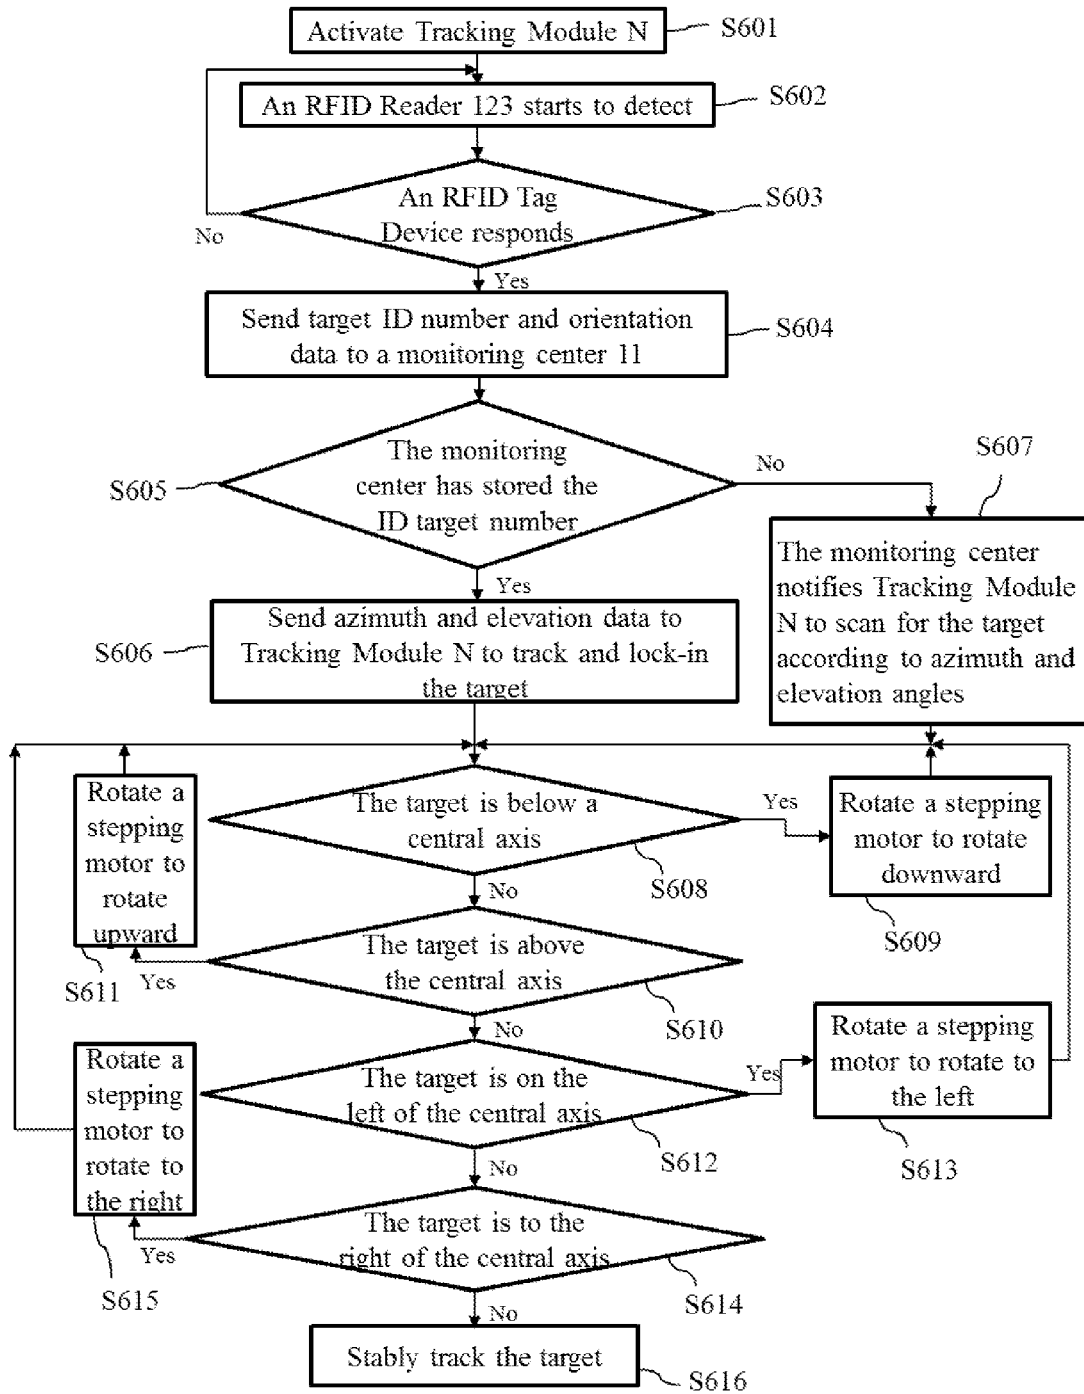 Activate Tracking Module N
S601
An RFID Reader 123 starts to detect
S602
An RFID Tag
Device responds
S603
No
Yes
Send target ID number and orientation
data to a monitoring center 11
S604
The monitoring
center has stored the
ID target number
S605
No
S607
Yes
The monitoring center
notifies Tracking Module
N to scan for the target
according to azimuth and
elevation angles
Send azimuth and elevation data to
Tracking Module N to track and lock-in
the target
S606
Rotate a
stepping
motor to
rotate
upward
The target is below a
central axis
Yes
Rotate a stepping
motor to rotate
downward
S608
No
S609
The target is above
the central axis
Yes
S611
S610
No
Rotate a stepping
motor to rotate to
the left
Rotate a
stepping
motor to
rotate to
the right
The target is on the
left of the central axis
Yes
S612
S613
No
The target is to the
right of the central axis
Yes
S615
S614
No
Stably track the target
S616